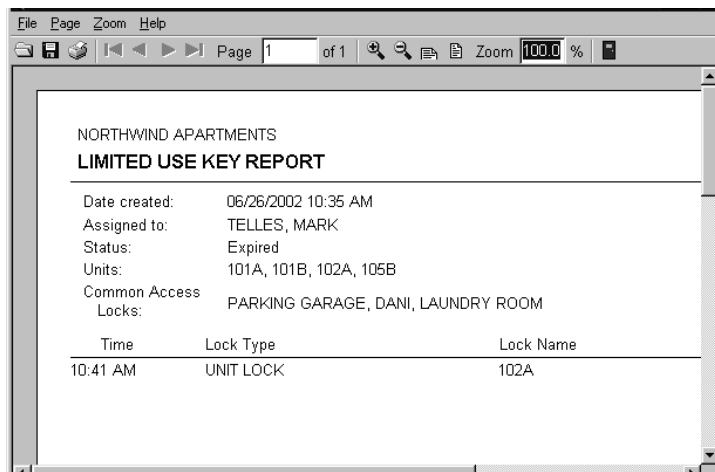 File Page Zoom Help
Page 1 of 1 Zoom 100.0 %
NORTHWIND APARTMENTS
LIMITED USE KEY REPORT
Date created: 06/26/2002 10:35 AM
Assigned to: TELLES, MARK
Status: Expired
Units: 101A, 101B, 102A, 105B
Common Access
Locks: PARKING GARAGE, DANI, LAUNDRY ROOM
Time Lock Type Lock Name
10:41 AM UNIT LOCK 102A